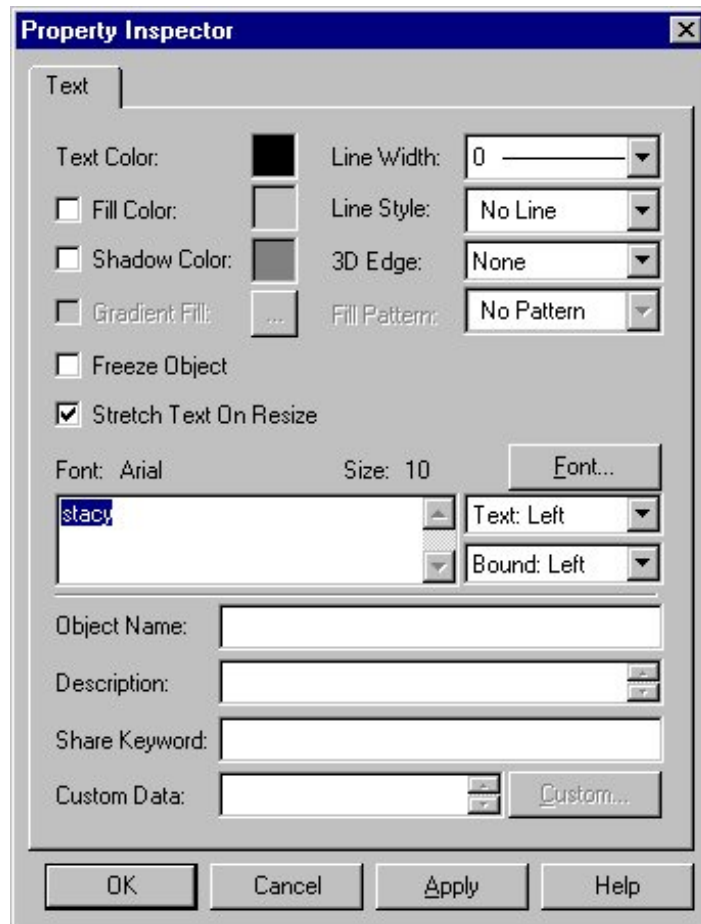 Property Inspector
Text
Text Color: Line Width: 0
Fill Color: Line Style: No Line
Shadow Color: 3D Edge: None
Gradient Fill: ... Fill Pattern: No Pattern
Freeze Object
Stretch Text On Resize
Font: Arial Size: 10 Font...
stacy Text: Left
Bound: Left
Object Name:
Description:
Share Keyword:
Custom Data: Custom...
OK Cancel Apply Help